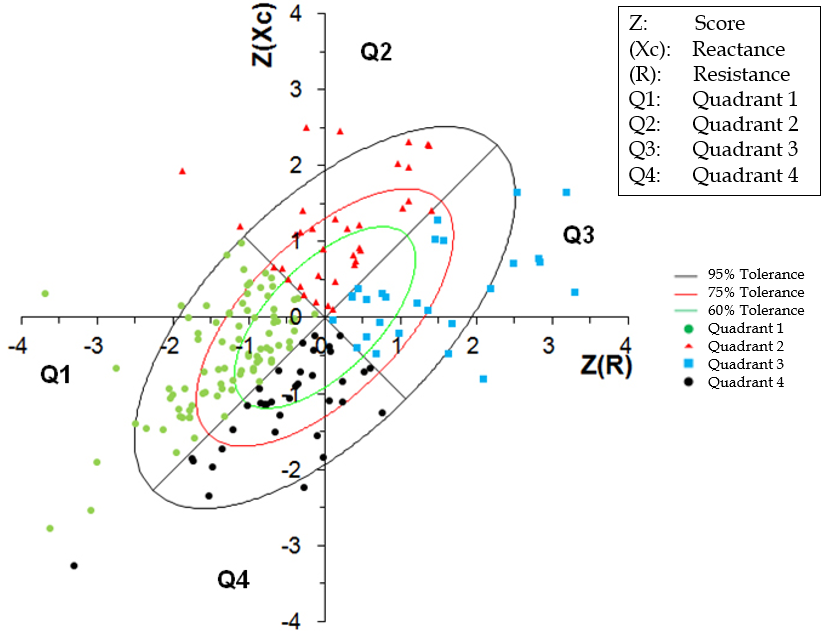 Z(Xc)
4
3
2
1
0
-1
-2
-3
-4
-4
-3
-2
-1
0
1
2
3
4
Z(R)
Q2
Q3
Q1
Q4
Z: Score
(Xc): Reactance
(R): Resistance
Q1: Quadrant 1
Q2: Quadrant 2
Q3: Quadrant 3
Q4: Quadrant 4
95% Tolerance
75% Tolerance
60% Tolerance
Quadrant 1
Quadrant 2
Quadrant 3
Quadrant 4